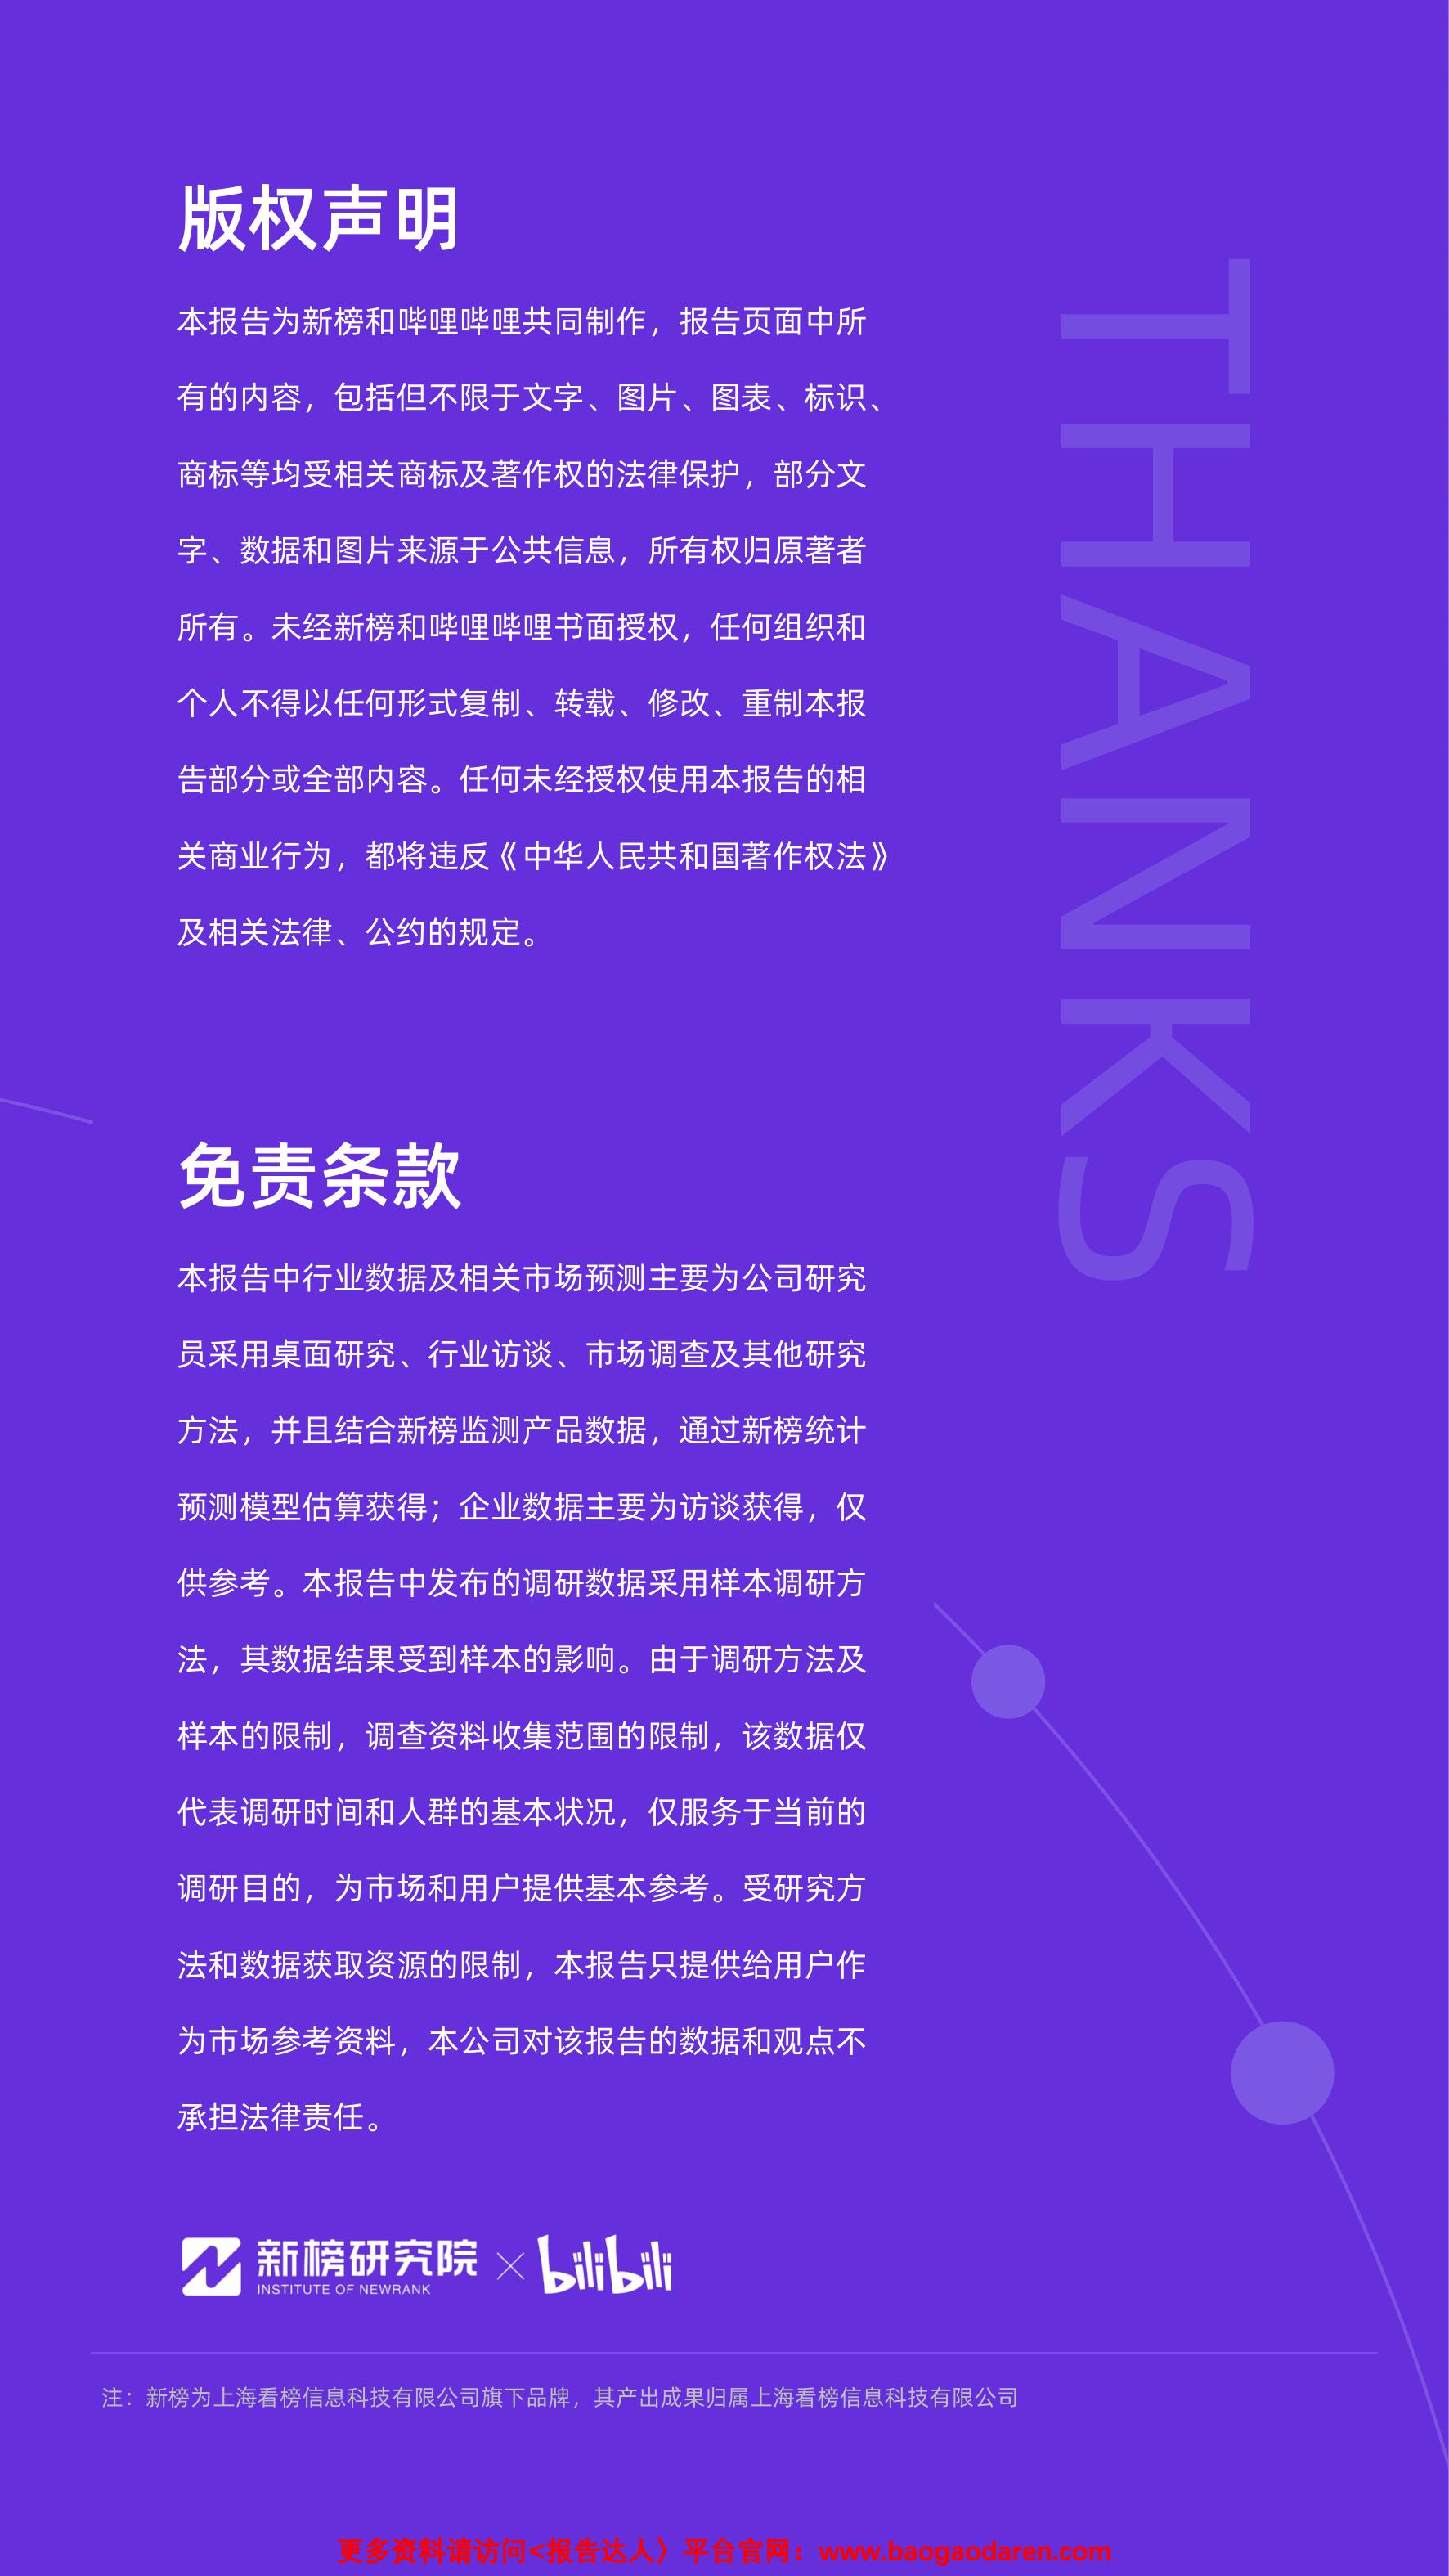 版权声明
本报告为新榜和哔哩哔哩共同制作，报告页面中所
有的内容，包括但不限于文字、图片、图表、标识、
商标等均受相关商标及著作权的法律保护，部分文
字、数据和图片来源于公共信息，所有权归原著者
所有。未经新榜和哔哩哔哩书面授权，任何组织和
个人不得以任何形式复制、转载、修改、重制本报
告部分或全部内容。任何未经授权使用本报告的相
关商业行为，都将违反《中华人民共和国著作权法》
及相关法律、公约的规定。
THANKS
免责条款
本报告中行业数据及相关市场预测主要为公司研究
员采用桌面研究、行业访谈、市场调查及其他研究
方法，并且结合新榜监测产品数据，通过新榜统计
预测模型估算获得；企业数据主要为访谈获得，仅
供参考。本报告中发布的调研数据采用样本调研方
法，其数据结果受到样本的影响。由于调研方法及
样本的限制，调查资料收集范围的限制，该数据仅
代表调研时间和人群的基本状况，仅服务于当前的
调研目的，为市场和用户提供基本参考。受研究方
法和数据获取资源的限制，本报告只提供给用户作
为市场参考资料，本公司对该报告的数据和观点不
承担法律责任。
新榜研究院 × bilibili
INSTITUTE OF NEWRANK
注：新榜为上海看榜信息科技有限公司旗下品牌，其产出成果归属上海看榜信息科技有限公司
更多资料请访问<报告达人〉平台官网：www.baogaodaren.com